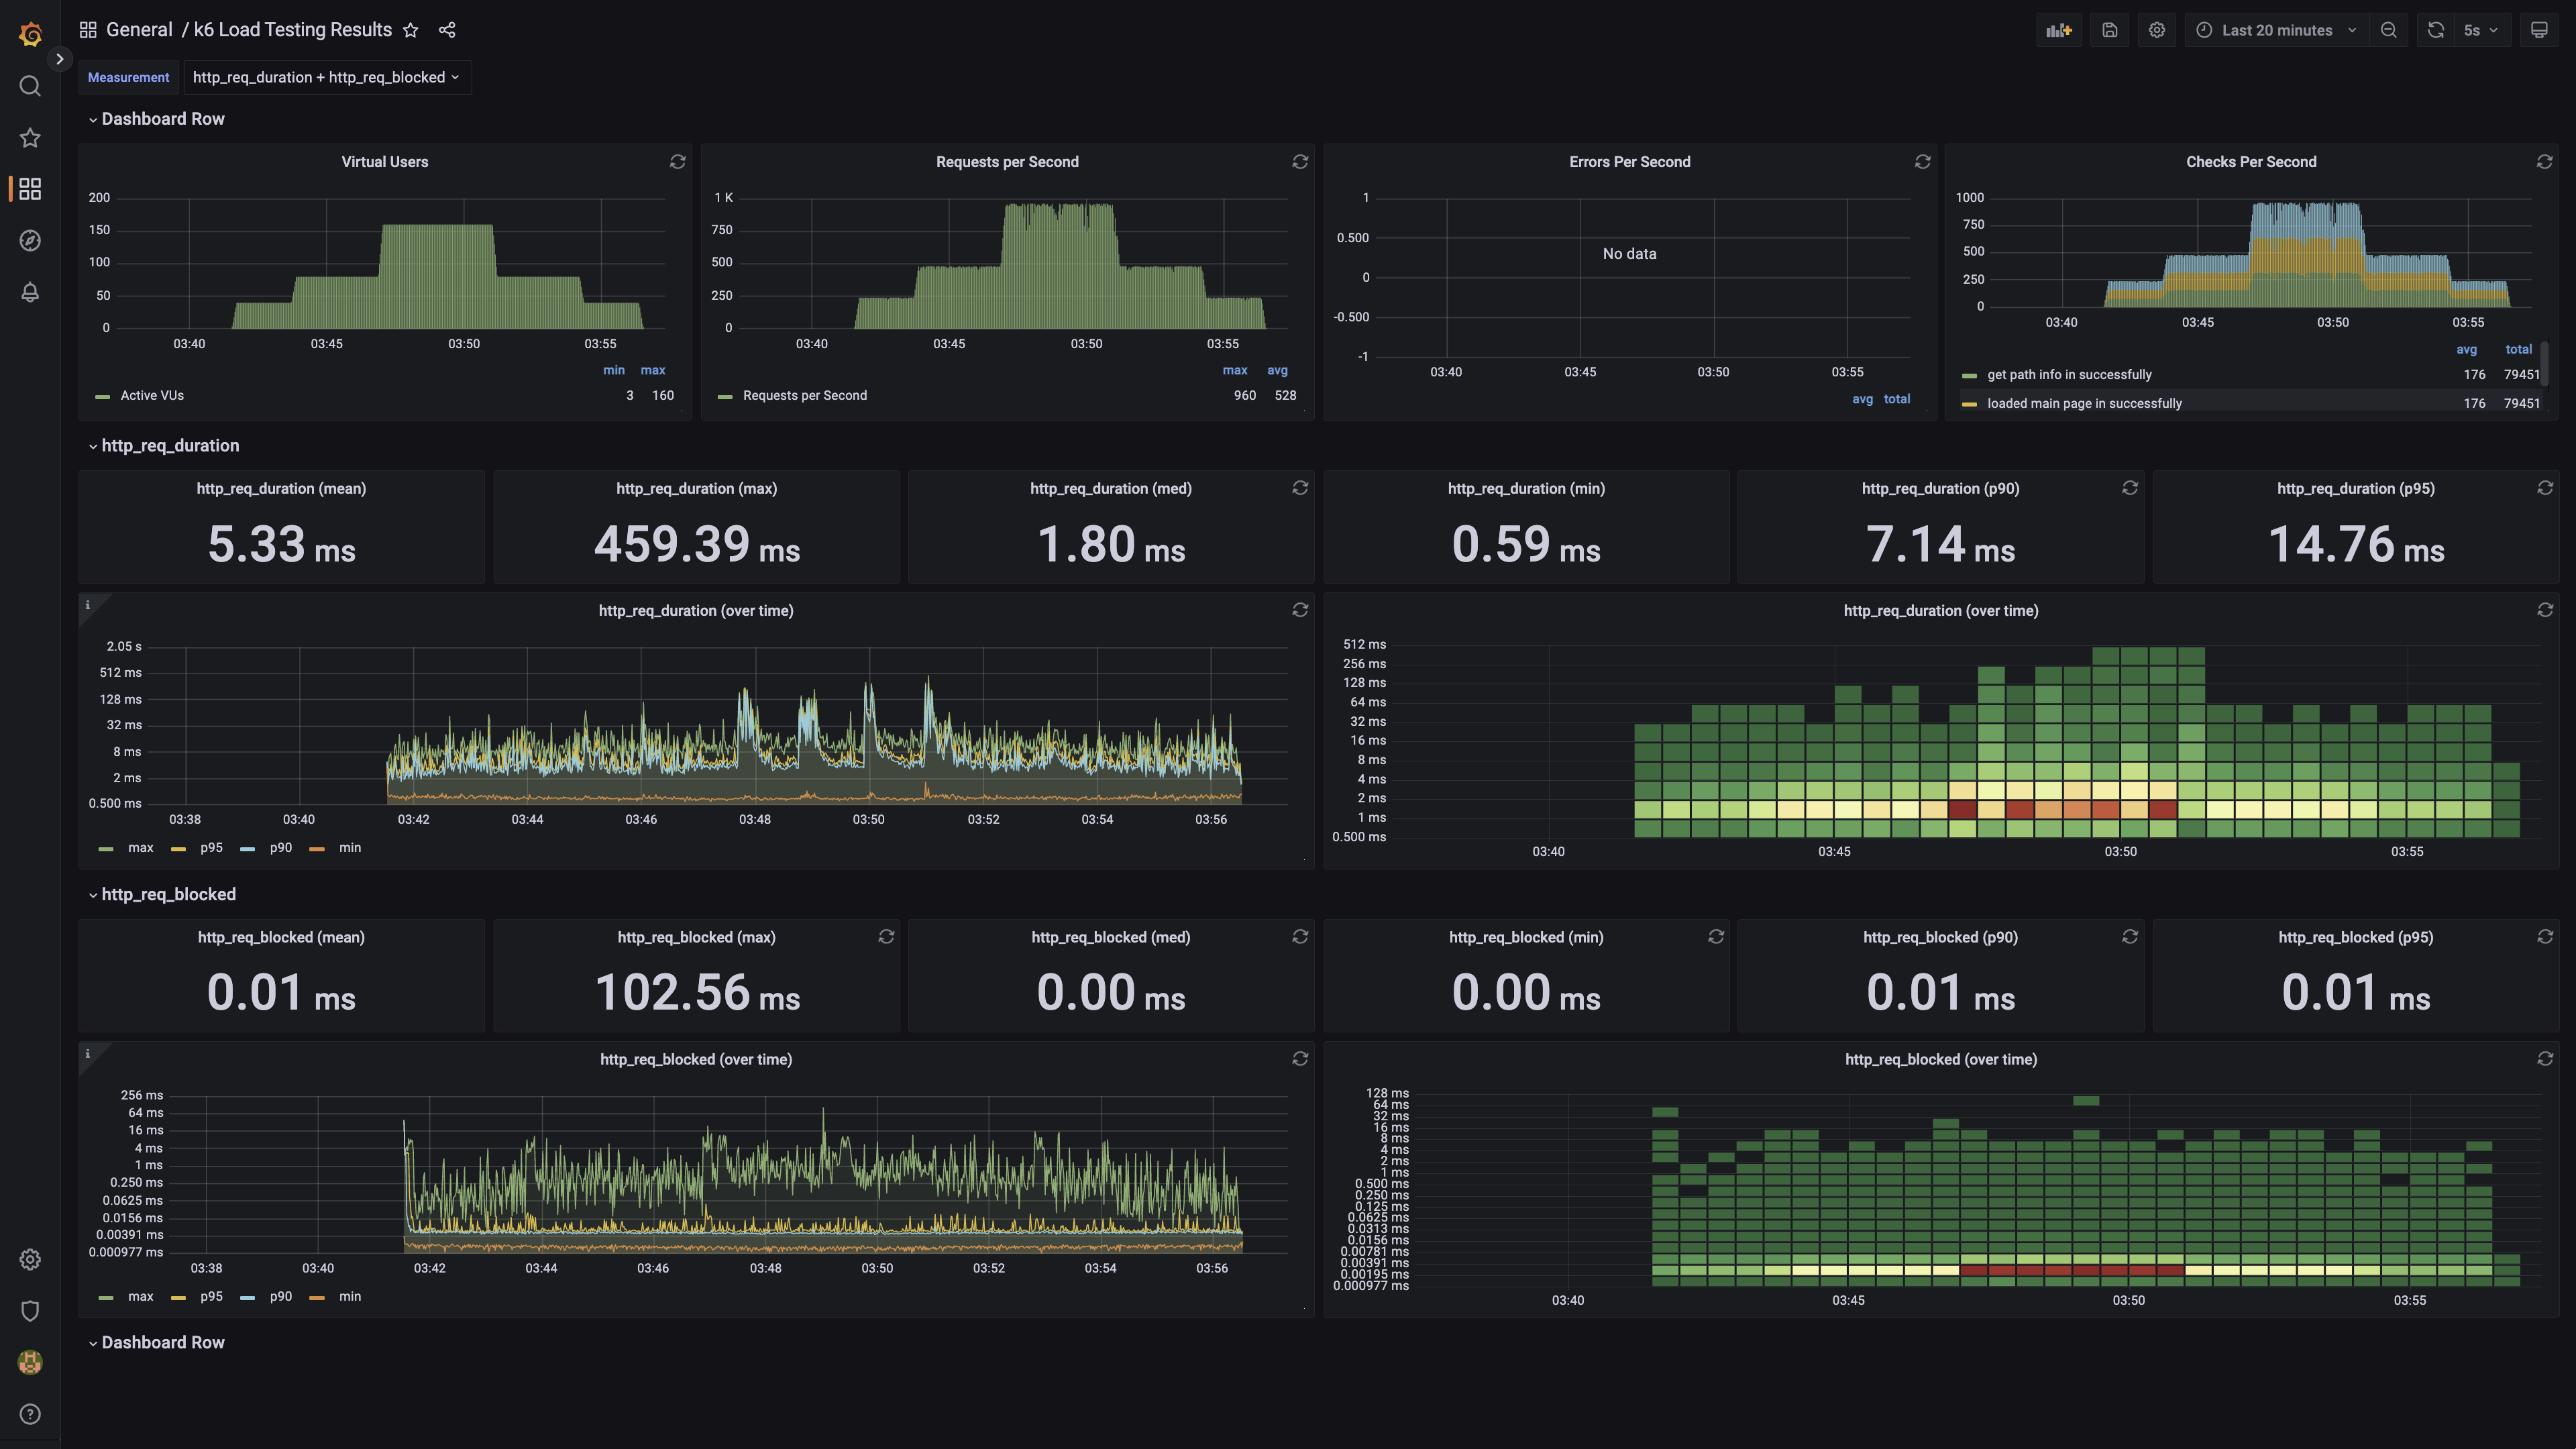 General / k6 Load Testing Results
Last 20 minutes
5s
Measurement
http_req_duration + http_req_blocked
Dashboard Row
Virtual Users
200
150
100
50
0
03:40 03:45 03:50 03:55
min max
Active VUs 3 160
Requests per Second
1 K
750
500
250
0
03:40 03:45 03:50 03:55
max avg
Requests per Second 960 528
Errors Per Second
1
0.500
0
-0.500
-1
No data
03:40 03:45 03:50 03:55
avg total
Checks Per Second
1000
750
500
250
0
03:40 03:45 03:50 03:55
avg total
get path info in successfully 176 79451
loaded main page in successfully 176 79451
http_req_duration
http_req_duration (mean)
5.33 ms
http_req_duration (max)
459.39 ms
http_req_duration (med)
1.80 ms
http_req_duration (min)
0.59 ms
http_req_duration (p90)
7.14 ms
http_req_duration (p95)
14.76 ms
http_req_duration (over time)
2.05 s
512 ms
128 ms
32 ms
8 ms
2 ms
0.500 ms
03:38 03:40 03:42 03:44 03:46 03:48 03:50 03:52 03:54 03:56
max p95 p90 min
http_req_duration (over time)
512 ms
256 ms
128 ms
64 ms
32 ms
16 ms
8 ms
4 ms
2 ms
1 ms
0.500 ms
03:40 03:45 03:50 03:55
http_req_blocked
http_req_blocked (mean)
0.01 ms
http_req_blocked (max)
102.56 ms
http_req_blocked (med)
0.00 ms
http_req_blocked (min)
0.00 ms
http_req_blocked (p90)
0.01 ms
http_req_blocked (p95)
0.01 ms
http_req_blocked (over time)
256 ms
64 ms
16 ms
4 ms
1 ms
0.250 ms
0.0625 ms
0.0156 ms
0.00391 ms
0.000977 ms
03:38 03:40 03:42 03:44 03:46 03:48 03:50 03:52 03:54 03:56
max p95 p90 min
http_req_blocked (over time)
128 ms
64 ms
32 ms
16 ms
8 ms
4 ms
2 ms
1 ms
0.500 ms
0.250 ms
0.125 ms
0.0625 ms
0.0313 ms
0.0156 ms
0.00781 ms
0.00391 ms
0.00195 ms
0.000977 ms
03:40 03:45 03:50 03:55
Dashboard Row